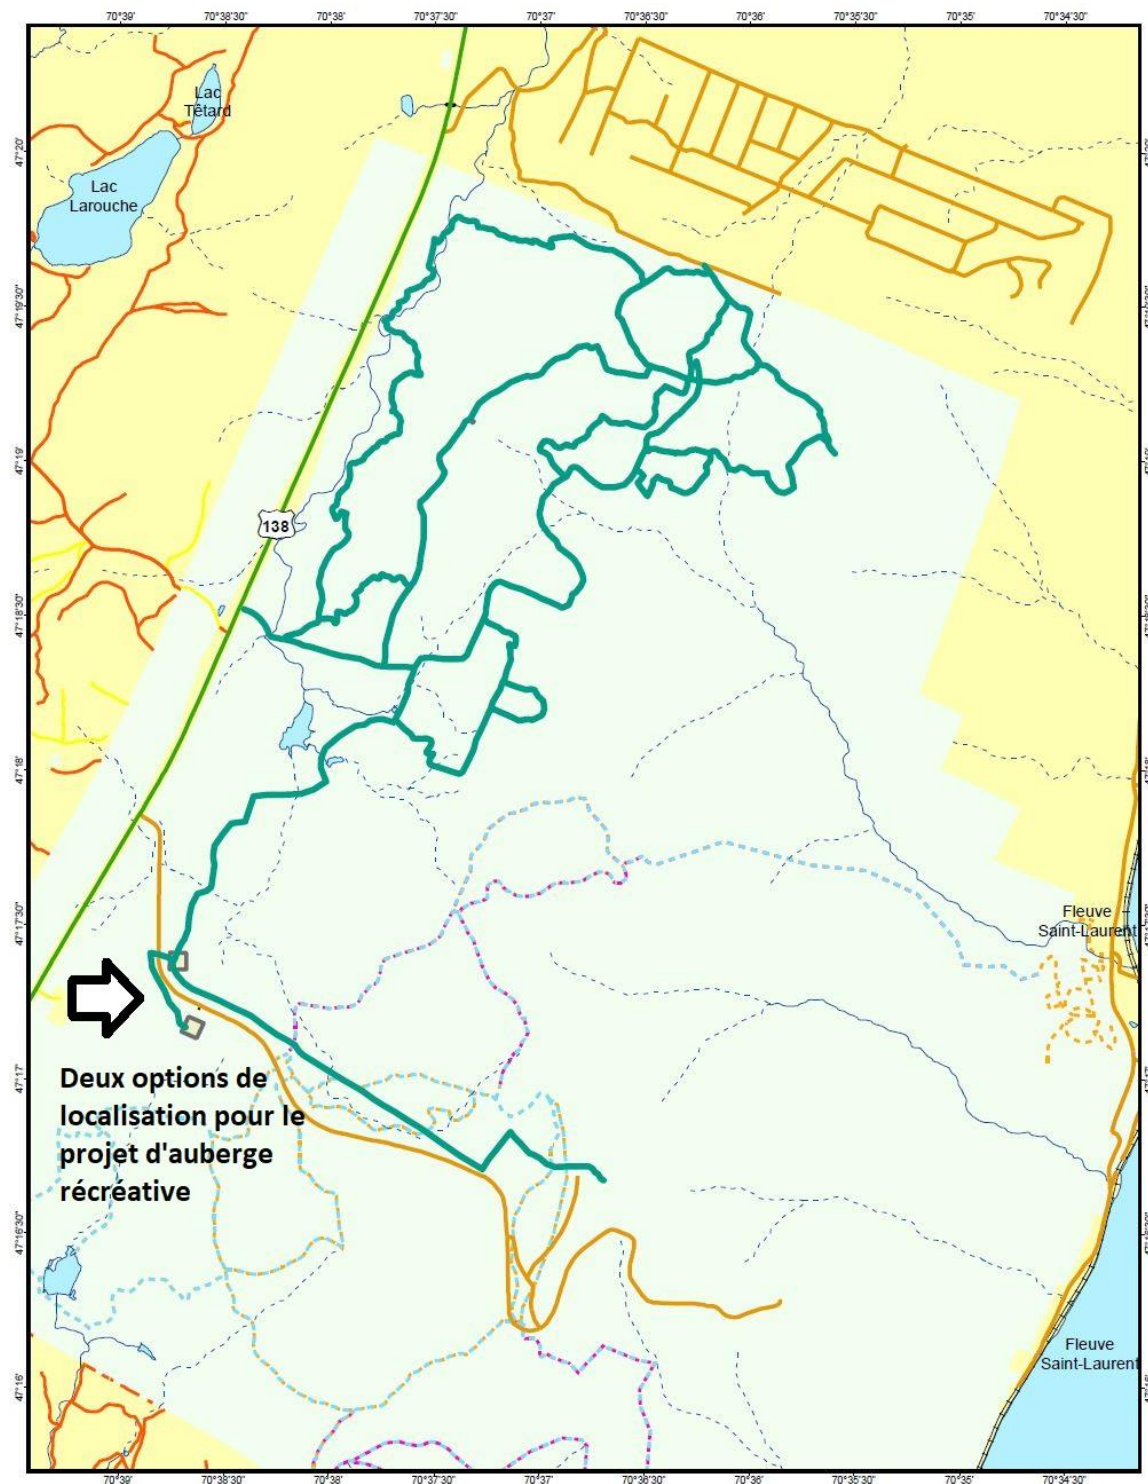 70°39'
70°38'30"
70°38'
70°37'30"
70°37'
70°36'30"
70°36'
70°35'30"
70°35'
70°34'30"
Lac
Têtard
47°20'
Lac
Larouche
47°19'30"
47°19'
138
47°18'30"
47°18'
47°17'30"
Fleuve
Saint-Laurent
47°17'
Deux options de
localisation pour le
projet d'auberge
récréative
47°16'30"
Fleuve
Saint-Laurent
47°16'
70°39'
70°38'30"
70°38'
70°37'30"
70°37'
70°36'30"
70°36'
70°35'30"
70°35'
70°34'30"